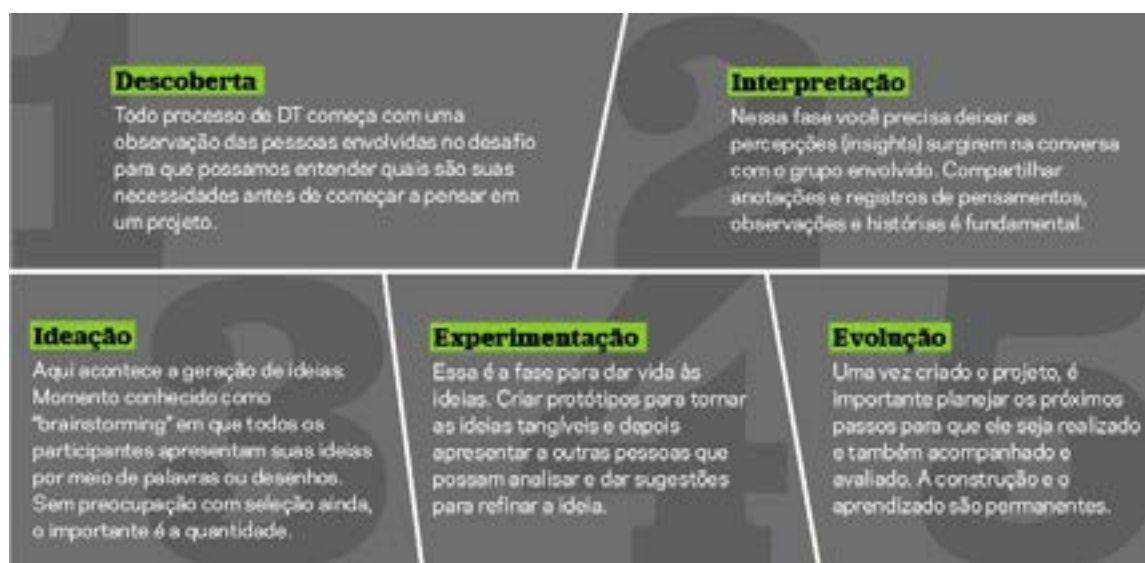 1
Descoberta
Todo processo de DT começa com uma
observação das pessoas envolvidas no desafio
para que possamos entender quais são suas
necessidades antes de começar a pensar em
um projeto.
2
Interpretação
Nessa fase você precisa deixar as
percepções (insights) surgirem na conversa
com o grupo envolvido. Compartilhar
anotações e registros de pensamentos,
observações e histórias é fundamental.
3
Ideação
Aqui acontece a geração de ideias.
Momento conhecido como
"brainstorming" em que todos os
participantes apresentam suas ideias
por meio de palavras ou desenhos.
Sem preocupação com seleção ainda,
o importante é a quantidade.
4
Experimentação
Essa é a fase para dar vida às
ideias. Criar protótipos para tornar
as ideias tangíveis e depois
apresentar a outras pessoas que
possam analisar e dar sugestões
para refinar a ideia.
5
Evolução
Uma vez criado o projeto, é
importante planejar os próximos
passos para que ele seja realizado
e também acompanhado e
avaliado. A construção e o
aprendizado são permanentes.